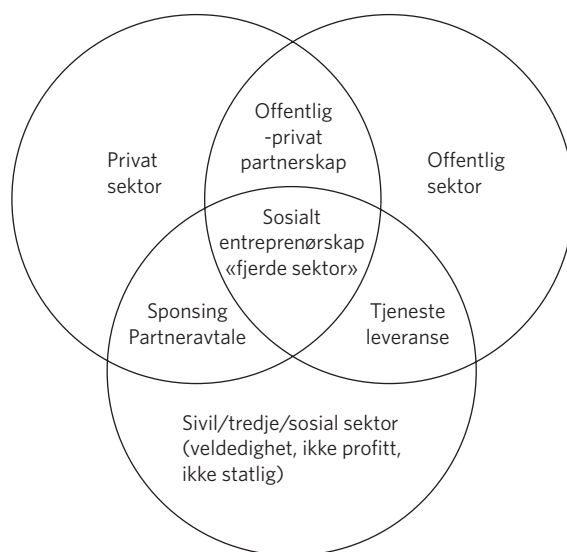 Offentlig
-privat
partnerskap
Privat
sektor
Offentlig
sektor
Sosialt
entreprenørskap
«fjerde sektor»
Sponsing
Partneravtale
Tjeneste
leveranse
Sivil/tredje/sosial sektor
(veldedighet, ikke profitt,
ikke statlig)